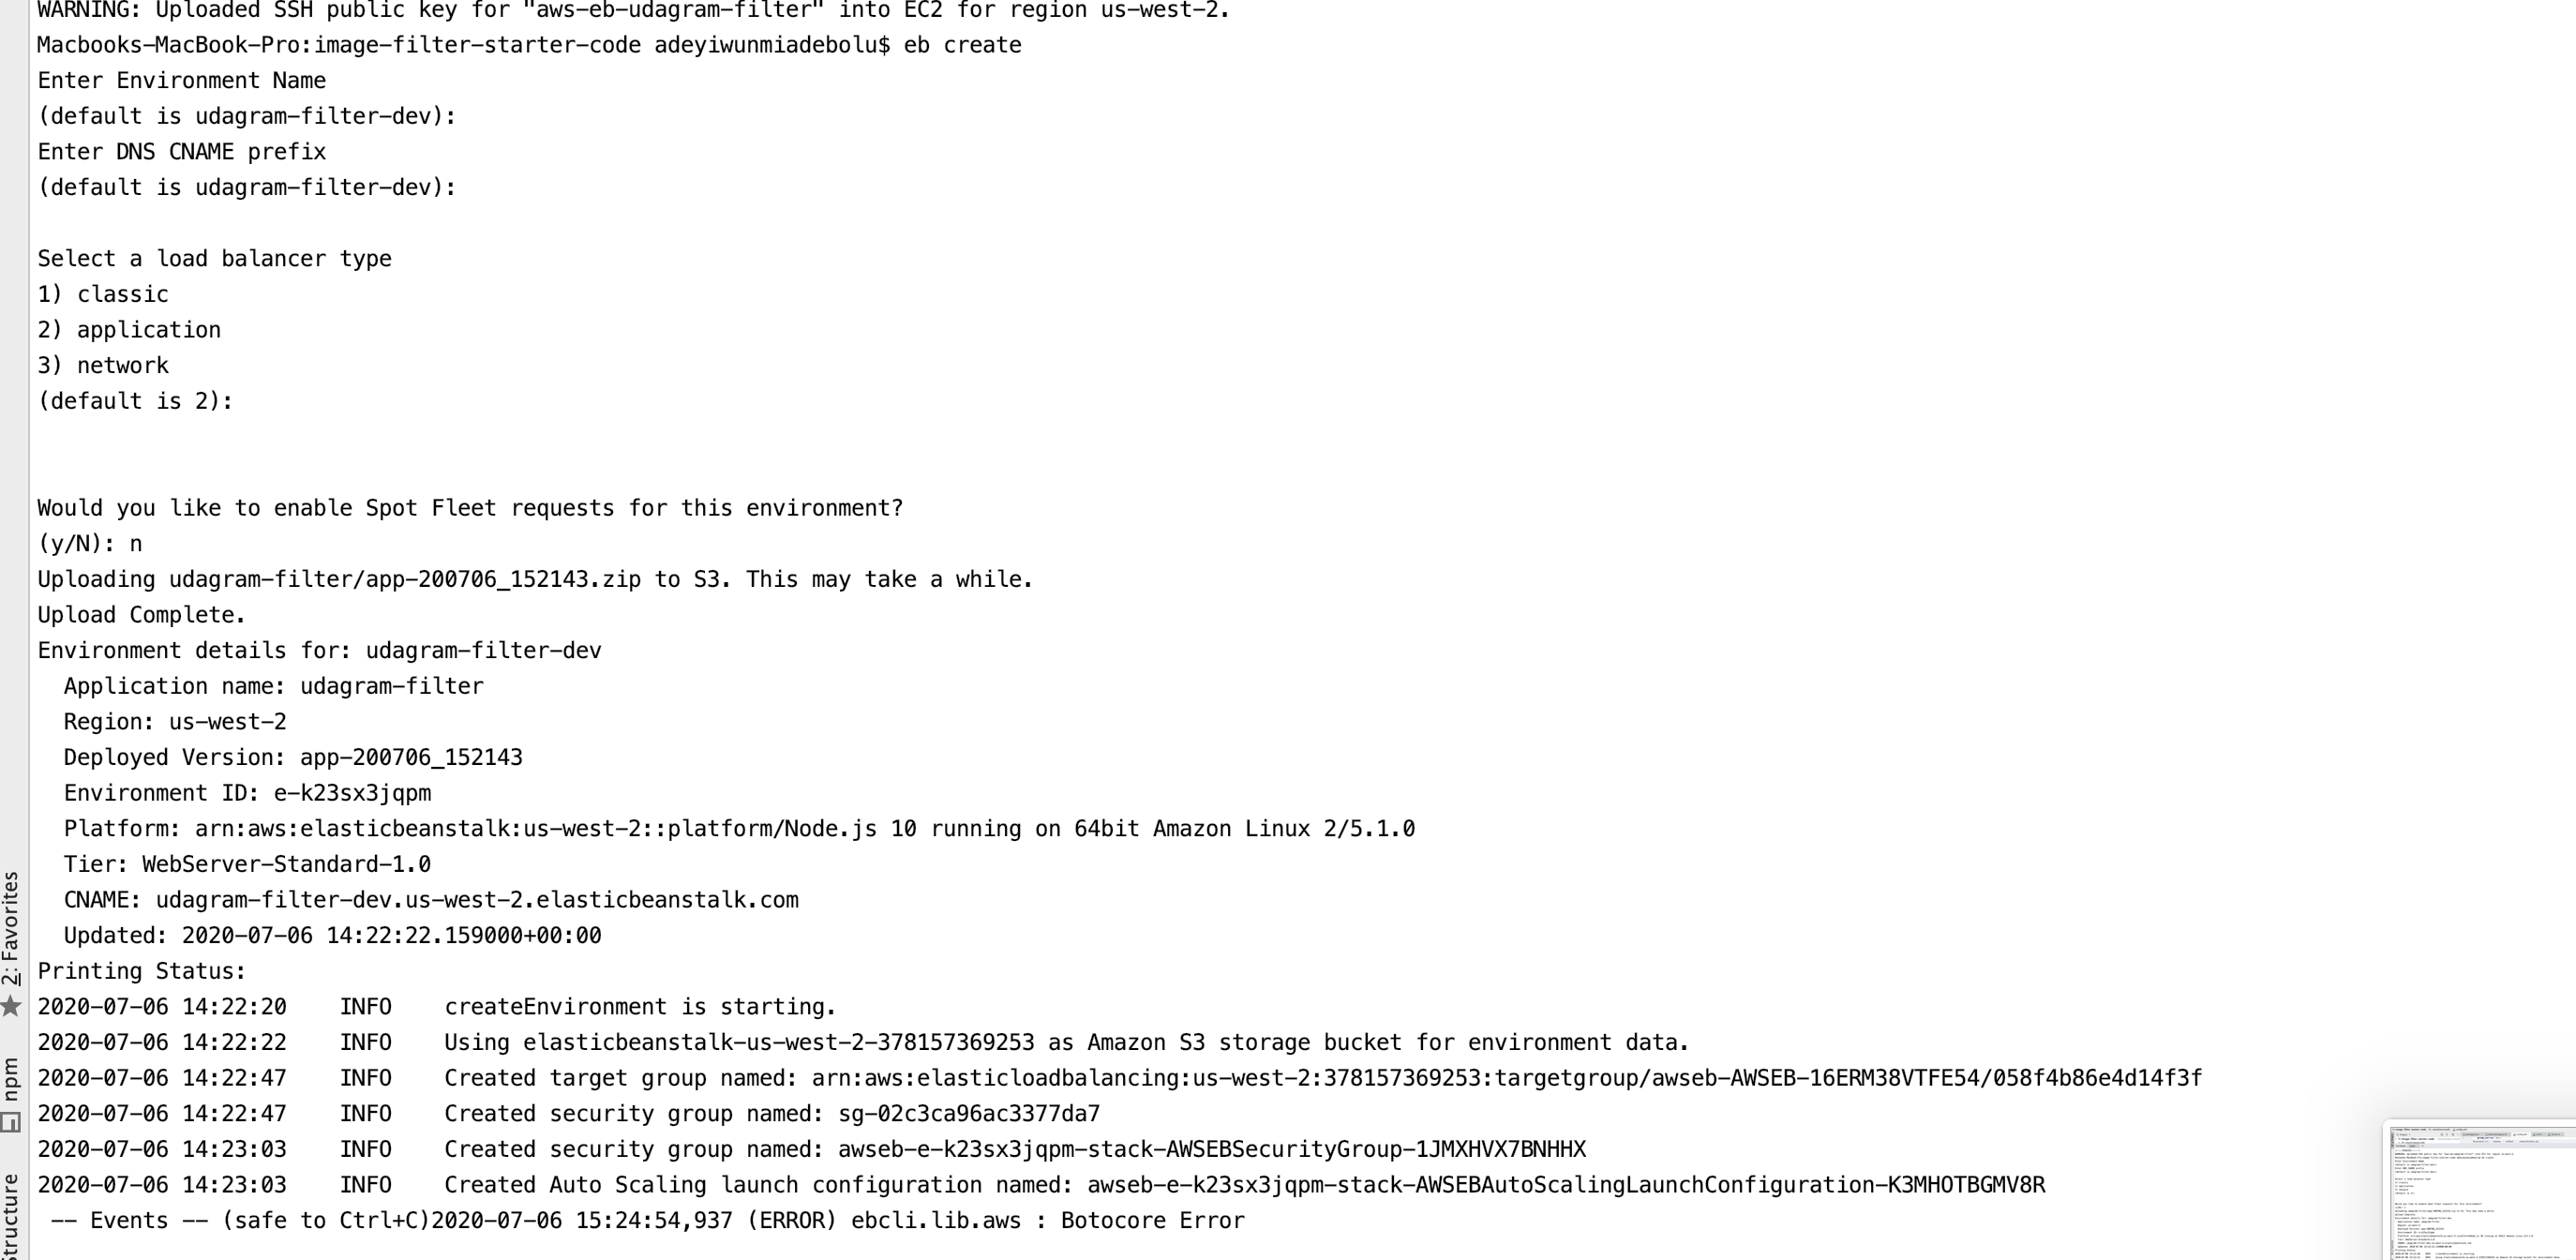 WARNING: Uploaded SSH public key for "aws-eb-udagram-filter" into EC2 for region us-west-2.
Macbooks-MacBook-Pro:image-filter-starter-code adeyiwunmiadebolu$ eb create
Enter Environment Name
(default is udagram-filter-dev):
Enter DNS CNAME prefix
(default is udagram-filter-dev):
Select a load balancer type
1) classic
2) application
3) network
(default is 2):
Would you like to enable Spot Fleet requests for this environment?
(y/N): n
Uploading udagram-filter/app-200706_152143.zip to S3. This may take a while.
Upload Complete.
Environment details for: udagram-filter-dev
Application name: udagram-filter
Region: us-west-2
Deployed Version: app-200706_152143
Environment ID: e-k23sx3jqpm
Platform: arn:aws:elasticbeanstalk:us-west-2::platform/Node.js 10 running on 64bit Amazon Linux 2/5.1.0
Tier: WebServer-Standard-1.0
CNAME: udagram-filter-dev.us-west-2.elasticbeanstalk.com
Updated: 2020-07-06 14:22:22.159000+00:00
Printing Status:
2020-07-06 14:22:20 INFO createEnvironment is starting.
2020-07-06 14:22:22 INFO Using elasticbeanstalk-us-west-2-378157369253 as Amazon S3 storage bucket for environment data.
2020-07-06 14:22:47 INFO Created target group named: arn:aws:elasticloadbalancing:us-west-2:378157369253:targetgroup/awseb-AWSEB-16ERM38VTFE54/058f4b86e4d14f3f
2020-07-06 14:22:47 INFO Created security group named: sg-02c3ca96ac3377da7
2020-07-06 14:23:03 INFO Created security group named: awseb-e-k23sx3jqpm-stack-AWSEBSecurityGroup-1JMXHVX7BNHHX
2020-07-06 14:23:03 INFO Created Auto Scaling launch configuration named: awseb-e-k23sx3jqpm-stack-AWSEBAutoScalingLaunchConfiguration-K3MHOTBGMV8R
-- Events -- (safe to Ctrl+C)2020-07-06 15:24:54,937 (ERROR) ebcli.lib.aws : Botocore Error
2: Favorites
npm
Structure